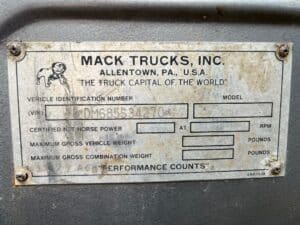 MACK TRUCKS, INC.
ALLENTOWN, PA., U.S.A.
"THE TRUCK CAPITAL OF THE WORLD"
VEHICLE IDENTIFICATION NUMBER MODEL
(VIN)
CERTIFIED NET HORSE POWER AT RPM
MAXIMUM GROSS VEHICLE WEIGHT POUNDS
MAXIMUM GROSS COMBINATION WEIGHT POUNDS
"PERFORMANCE COUNTS"